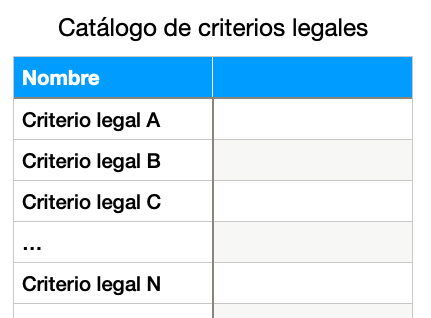 Catálogo de criterios legales
Nombre
Criterio legal A
Criterio legal B
Criterio legal C
...
Criterio legal N